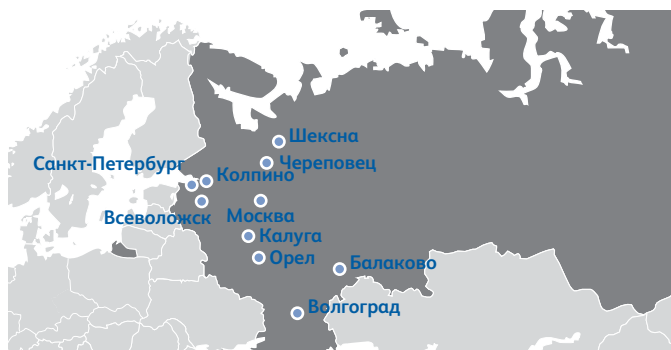 Шексна
Череповец
Санкт-Петербург
Колпино
Всеволожск
Москва
Калуга
Орел
Балаково
Волгоград